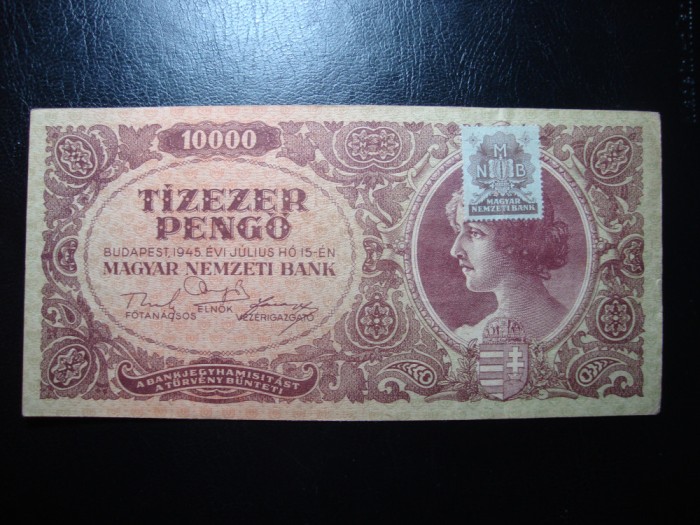 10000
TÍZEZER
PENGŐ
BUDAPEST, 1945. ÉVI JÚLIUS HÓ 15-ÉN
MAGYAR NEMZETI BANK
ELNÖK
FŐTANÁCSOS
VEZÉRIGAZGATÓ
A BANKJEGYHAMISÍTÁST
A TÖRVÉNY BÜNTETI
M
N B
MAGYAR
NEMZETI BANK